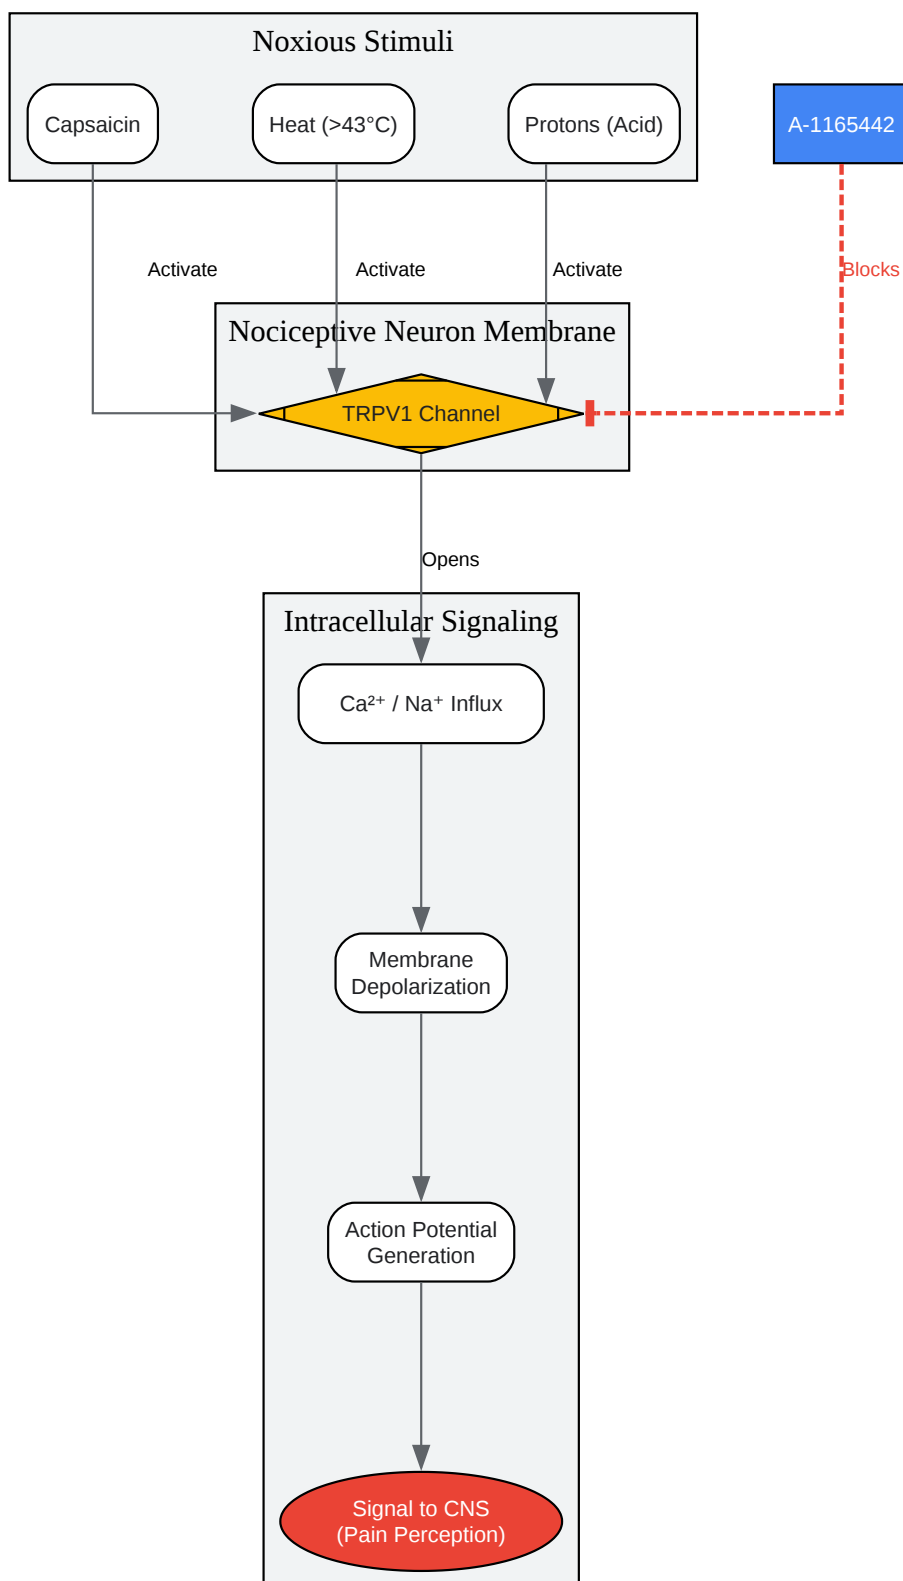 Noxious Stimuli
Capsaicin
Heat (>43°C)
Protons (Acid)
A-1165442
Activate
Activate
Activate
Blocks
Nociceptive Neuron Membrane
TRPV1 Channel
Opens
Intracellular Signaling
Ca²⁺ / Na⁺ Influx
Membrane
Depolarization
Action Potential
Generation
Signal to CNS
(Pain Perception)